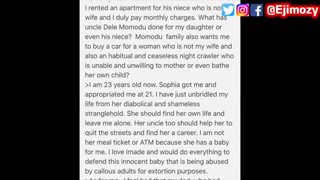 @Ejimozy
I rented an apartment for his niece who is not my
wife and I duly pay monthly charges. What has
uncle Dele Momodu done for my daughter or
even his niece? Momodu family also wants me
to buy a car for a woman who is not my wife and
also an habitual and ceaseless night crawler who
is unable and unwilling to mother or even bathe
her own child?
>I am 23 years old now. Sophia got me and
appropriated me at 21. I have just unbridled my
life from her diabolical and shameless
stranglehold. She should find her own life and
leave me alone. Her uncle too should help her to
quit the streets and find her a career. I am not
her meal ticket or ATM because she has a baby
for me. I love Imade and would do everything to
defend this innocent baby that is being abused
by callous adults for extortion purposes.